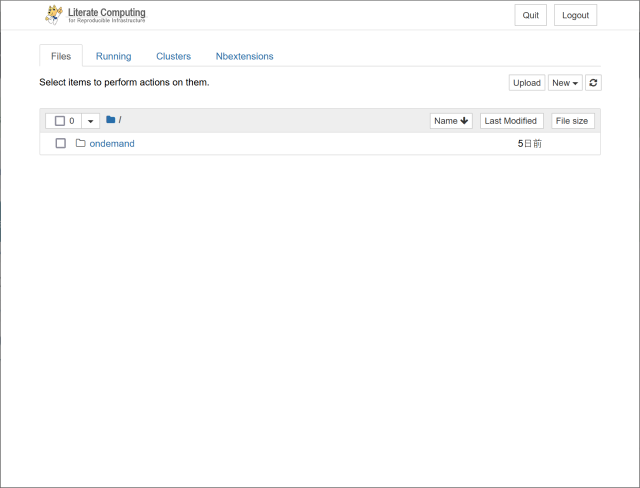 Literate Computing
for Reproducible Infrastructure
Quit Logout
Files Running Clusters Nbextensions
Select items to perform actions on them.
Upload New
0 / Name Last Modified File size
ondemand 5日前